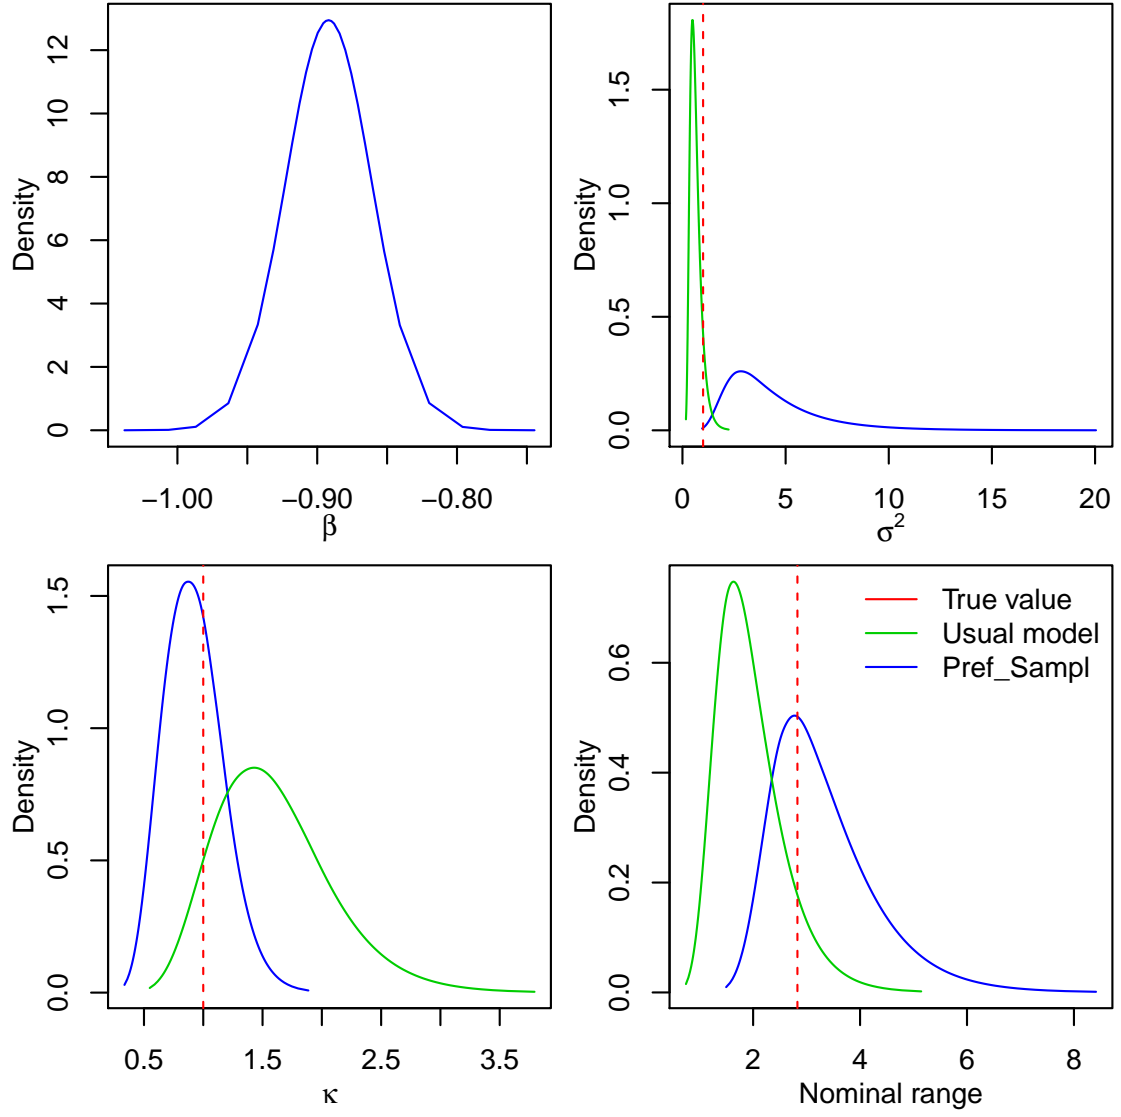 Density
0 2 4 6 8 10 12
−1.00 −0.90 −0.80
β
Density
0.0 0.5 1.0 1.5
0 5 10 15 20
σ²
Density
0.0 0.5 1.0 1.5
0.5 1.5 2.5 3.5
κ
Density
0.0 0.2 0.4 0.6
True value
Usual model
Pref_Sampl
2 4 6 8
Nominal range